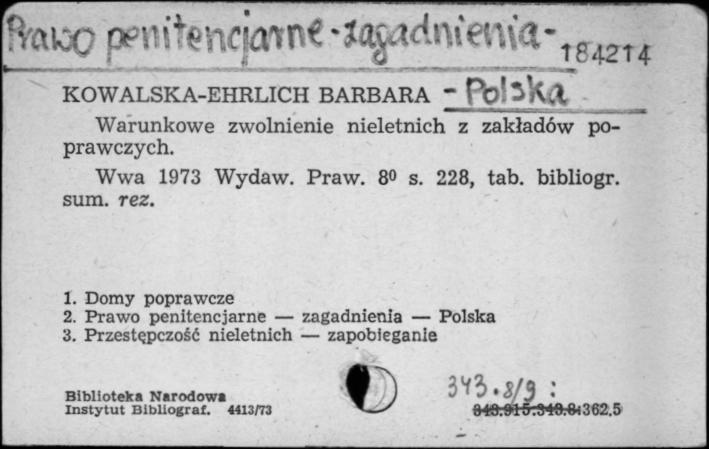 Prawo penitencjarne - zagadnienia -
184214
KOWALSKA-EHRLICH BARBARA - Polska
Warunkowe zwolnienie nieletnich z zakładów po-
prawczych.
Wwa 1973 Wydaw. Praw. 8⁰ s. 228, tab. bibliogr.
sum. rez.
1. Domy poprawcze
2. Prawo penitencjarne — zagadnienia — Polska
3. Przestępczość nieletnich — zapobieganie
343.8/9 :
Biblioteka Narodowa
Instytut Bibliograf. 4413/73
343.915:343.8:362.5